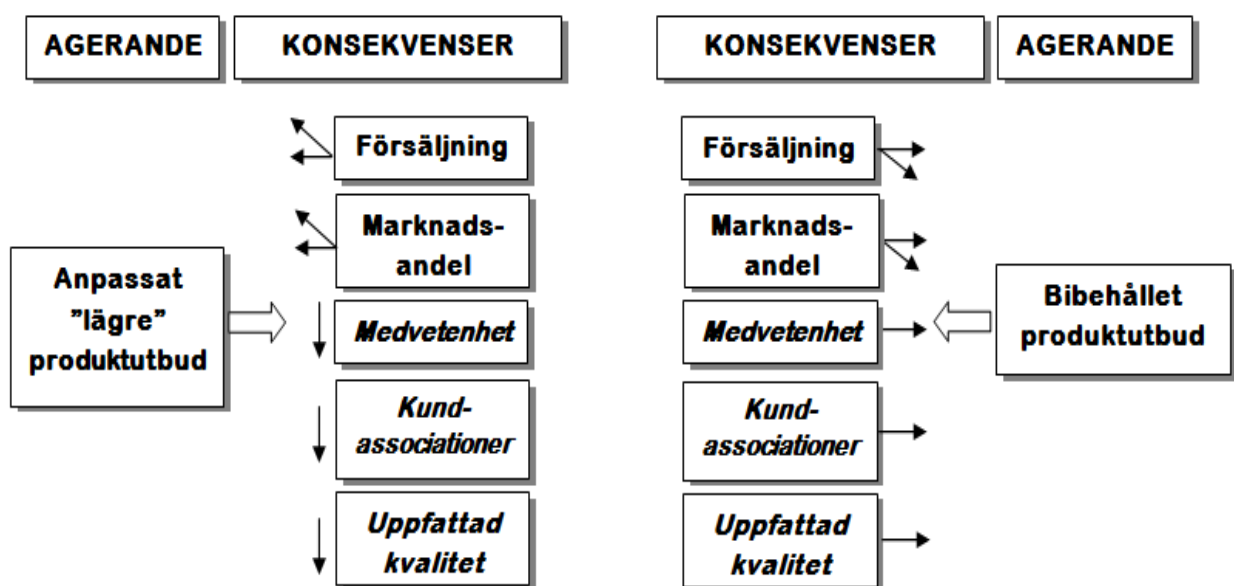 AGERANDE
KONSEKVENSER
KONSEKVENSER
AGERANDE
Försäljning
Försäljning
Marknads-
andel
Marknads-
andel
Anpassat
"lägre"
produktutbud
Bibehållet
produktutbud
Medvetenhet
Medvetenhet
Kund-
associationer
Kund-
associationer
Uppfattad
kvalitet
Uppfattad
kvalitet